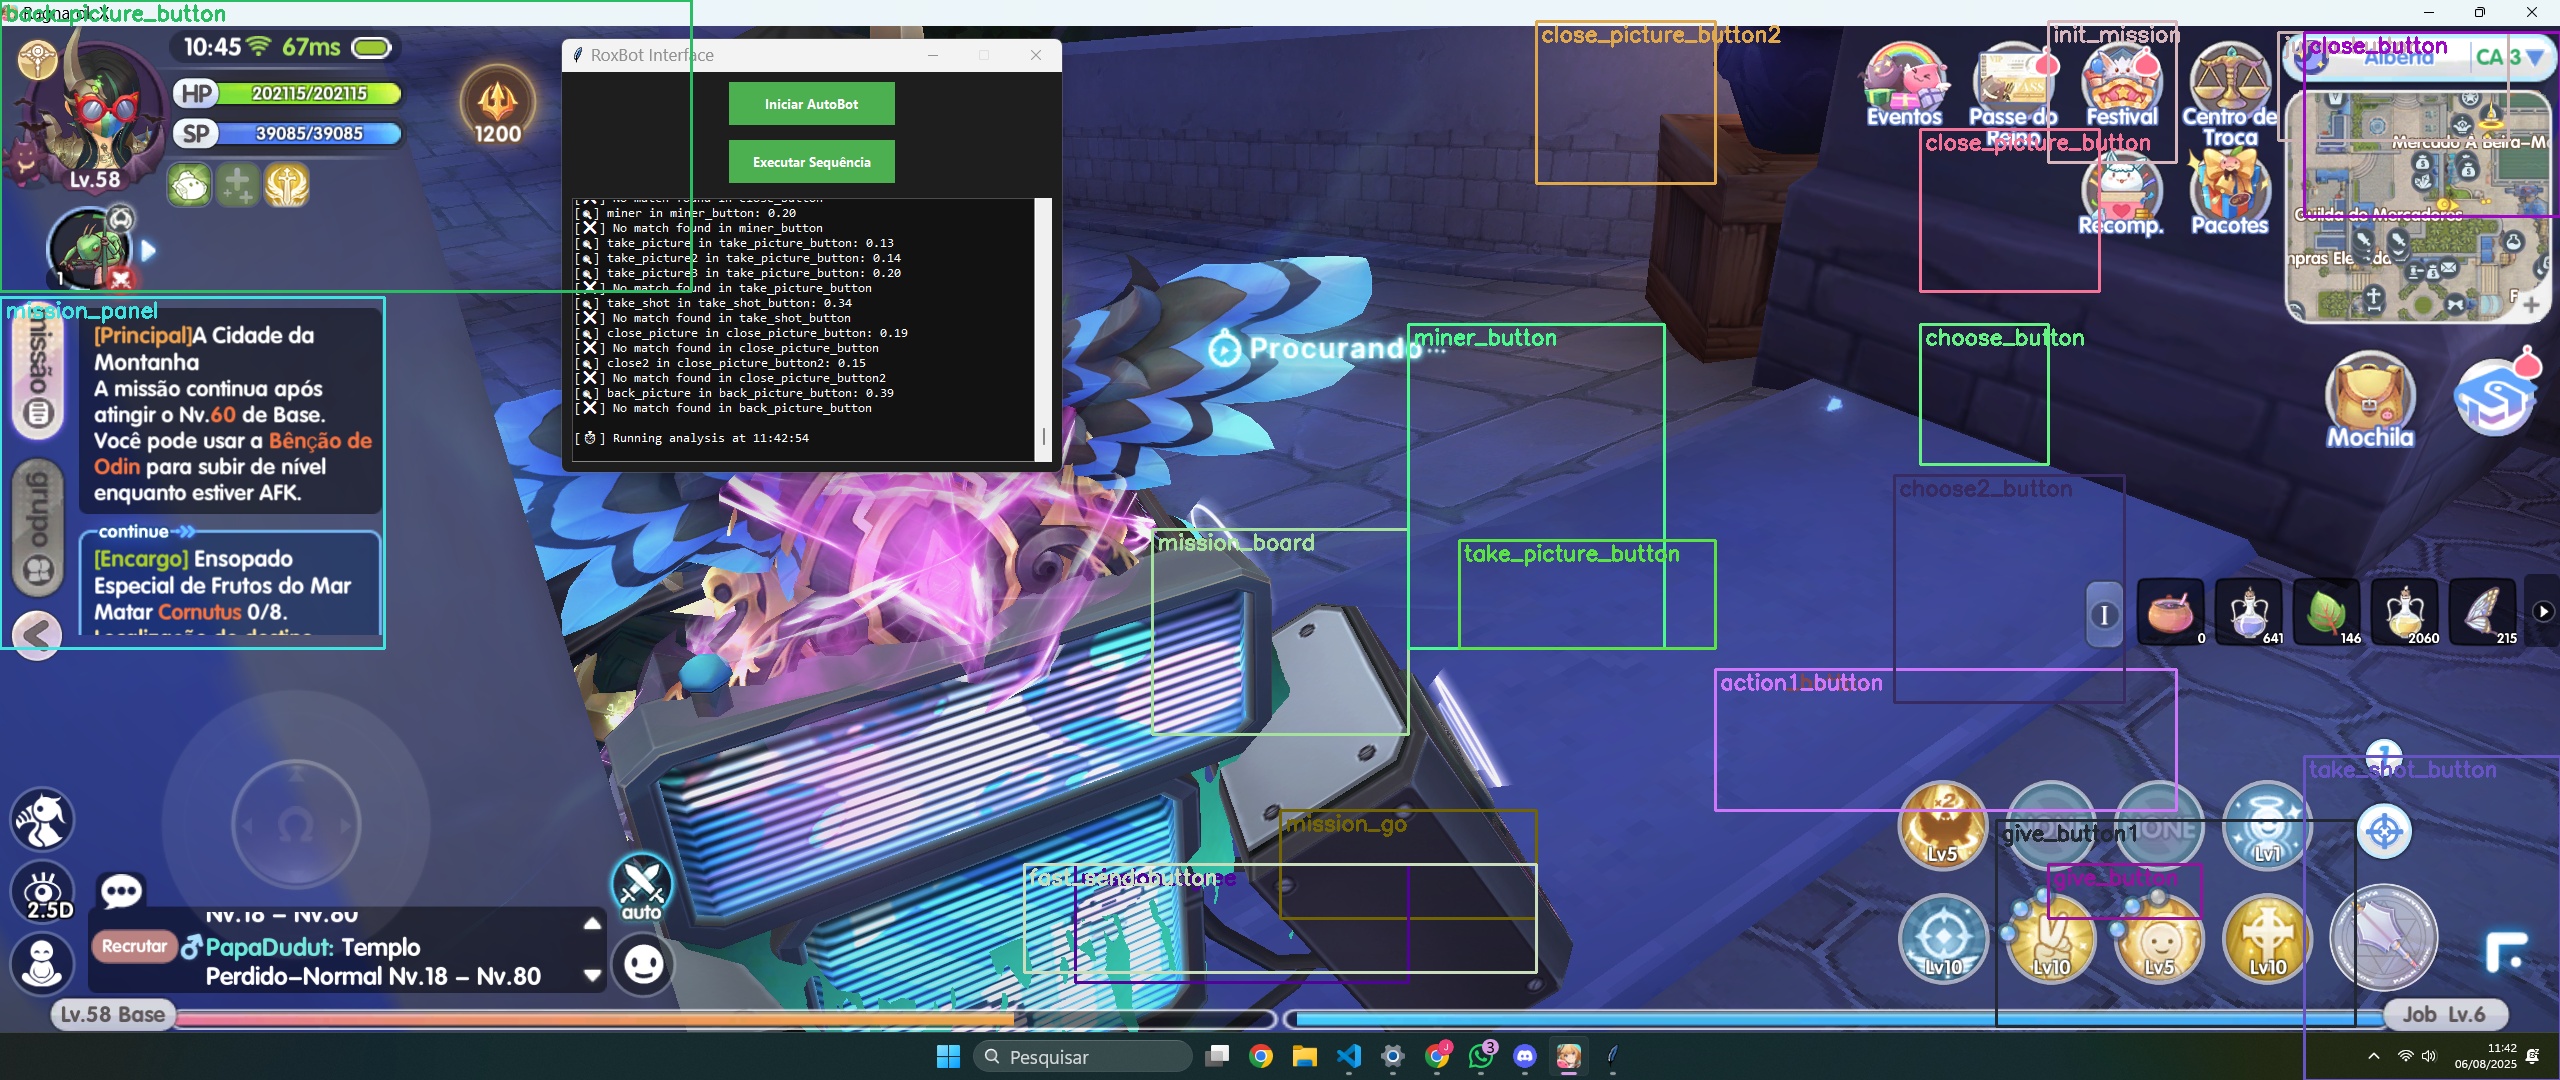 back_picture_button
10:45
67ms
HP
202115/202115
SP
39085/39085
1200
Lv.58
1
mission_panel
missão
[Principal]A Cidade da
Montanha
A missão continua após
atingir o Nv.60 de Base.
Você pode usar a Bênção de
Odin para subir de nível
enquanto estiver AFK.
grupo
continue
[Encargo] Ensopado
Especial de Frutos do Mar
Matar Cornutus 0/8.
RoxBot Interface
Iniciar AutoBot
Executar Sequência
[🔍] miner in miner_button: 0.20
[❌] No match found in miner_button
[🔍] take_picture in take_picture_button: 0.13
[🔍] take_picture2 in take_picture_button: 0.14
[🔍] take_picture3 in take_picture_button: 0.20
[❌] No match found in take_picture_button
[🔍] take_shot in take_shot_button: 0.34
[❌] No match found in take_shot_button
[🔍] close_picture in close_picture_button: 0.19
[❌] No match found in close_picture_button
[🔍] close2 in close_picture_button2: 0.15
[❌] No match found in close_picture_button2
[🔍] back_picture in back_picture_button: 0.39
[❌] No match found in back_picture_button
[⏱] Running analysis at 11:42:54
Procurando...
close_picture_button2
init_mission
close_button
Alberta
CA 3
Eventos
Passe do
Reino
Festival
Centro de
Troca
close_picture_button
Recomp.
Pacotes
Mercado À Beira-M
Guilda de Mercadores
miner_button
choose_button
Mochila
choose2_button
mission_board
take_picture_button
I
0
641
146
2060
215
action1_button
take_shot_button
1
mission_go
give_button1
Lv5
Lv1
give_button
Lv10
Lv10
Lv5
Lv10
2.5D
auto
Nv.18 – Nv.80
Recrutar
PapaDudut: Templo
Perdido–Normal Nv.18 – Nv.80
Lv.58 Base
Job Lv.6
Pesquisar
3
11:42
06/08/2025